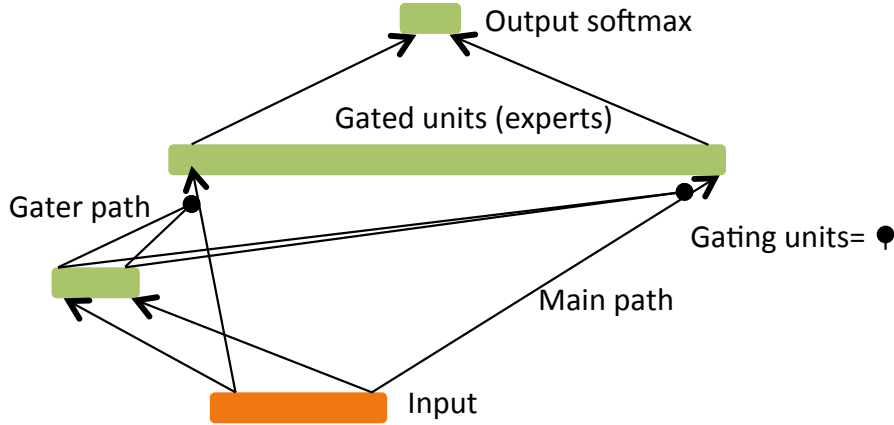 Output softmax
Gated units (experts)
Gater path
Gating units=
Main path
Input